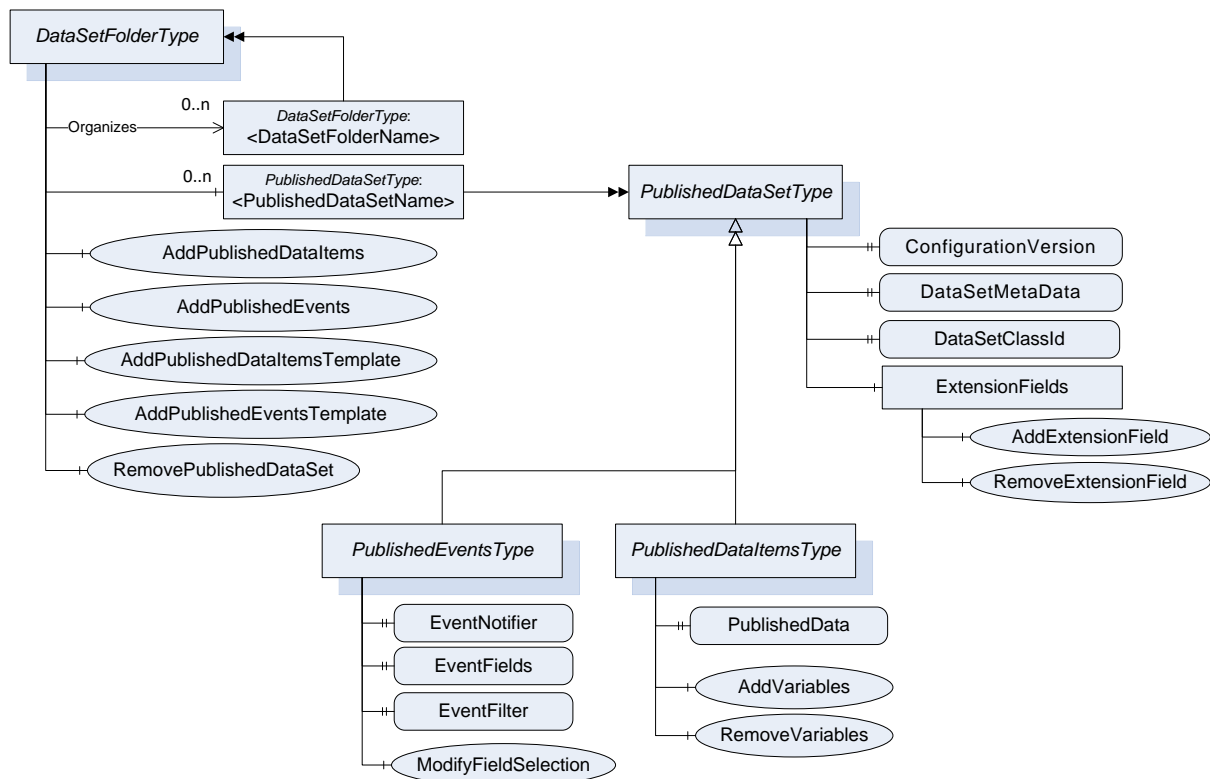 DataSetFolderType
0..n
Organizes
DataSetFolderType:
<DataSetFolderName>
0..n
PublishedDataSetType:
<PublishedDataSetName>
PublishedDataSetType
AddPublishedDataItems
AddPublishedEvents
AddPublishedDataItemsTemplate
AddPublishedEventsTemplate
RemovePublishedDataSet
ConfigurationVersion
DataSetMetaData
DataSetClassId
ExtensionFields
AddExtensionField
RemoveExtensionField
PublishedEventsType
EventNotifier
EventFields
EventFilter
ModifyFieldSelection
PublishedDataItemsType
PublishedData
AddVariables
RemoveVariables